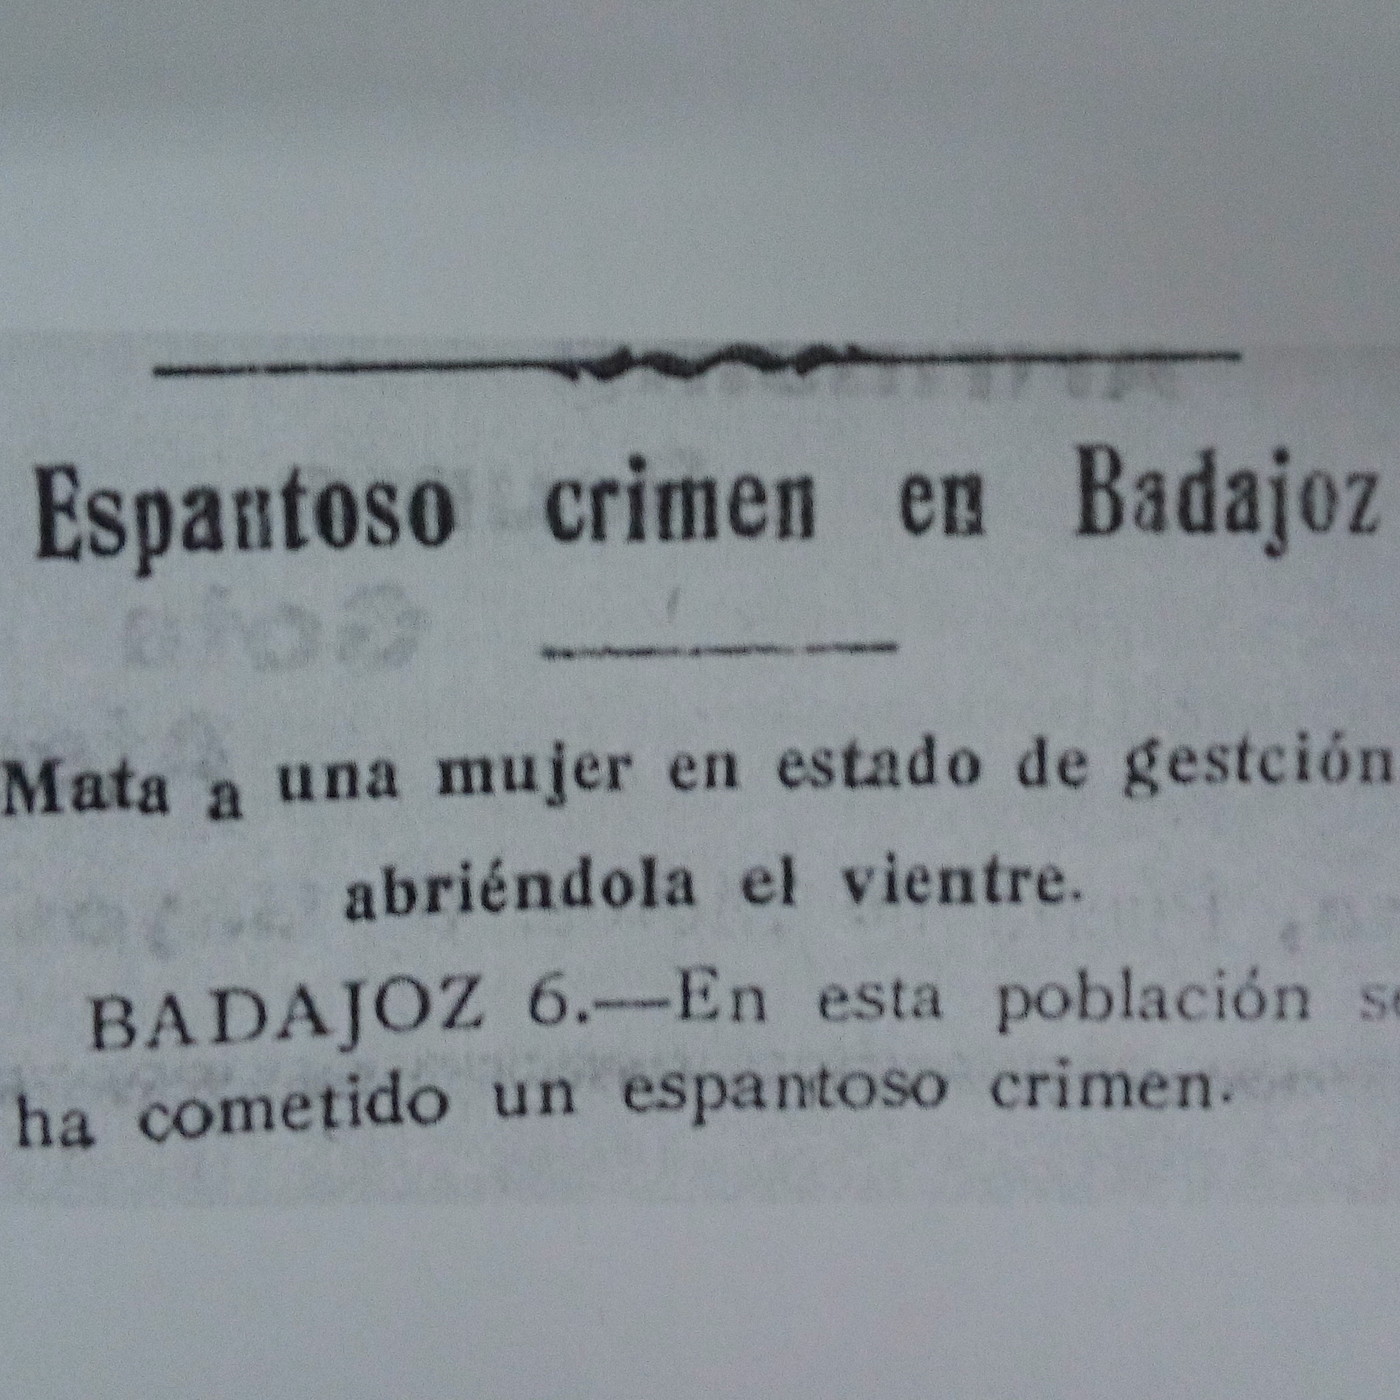 Espantoso crimen en Badajoz
Mata a una mujer en estado de gestción
abriéndola el vientre.
BADAJOZ 6.—En esta población se
ha cometido un espantoso crimen.